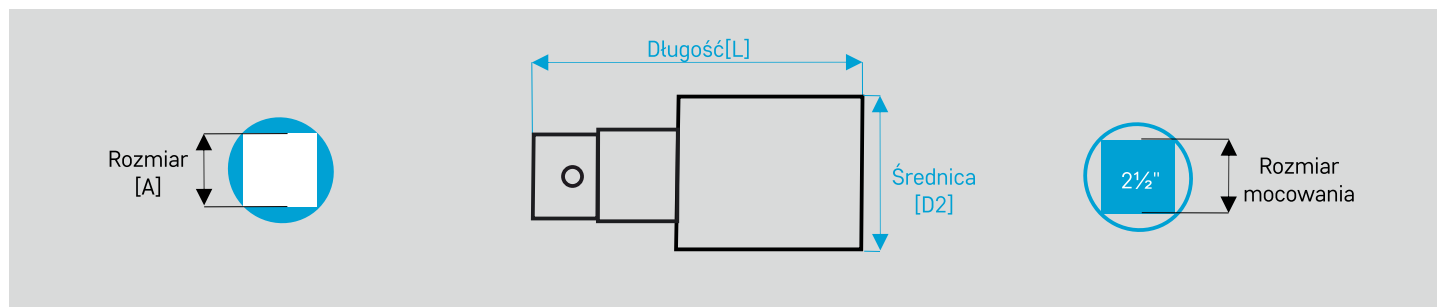 Długość[L]
Rozmiar
[A]
Średnica
[D2]
2½"
Rozmiar
mocowania